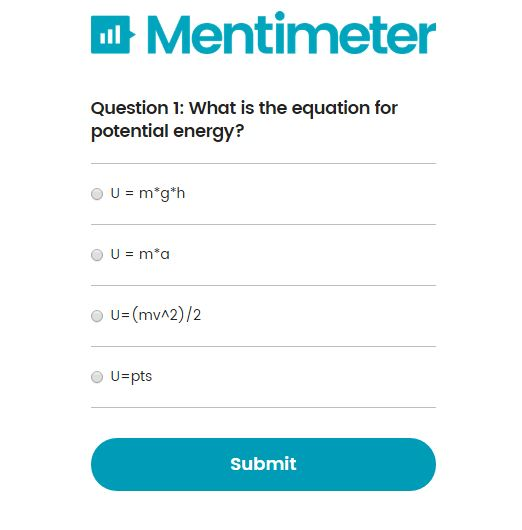 Mentimeter
Question 1: What is the equation for
potential energy?
U = m*g*h
U = m*a
U=(mv^2)/2
U=pts
Submit